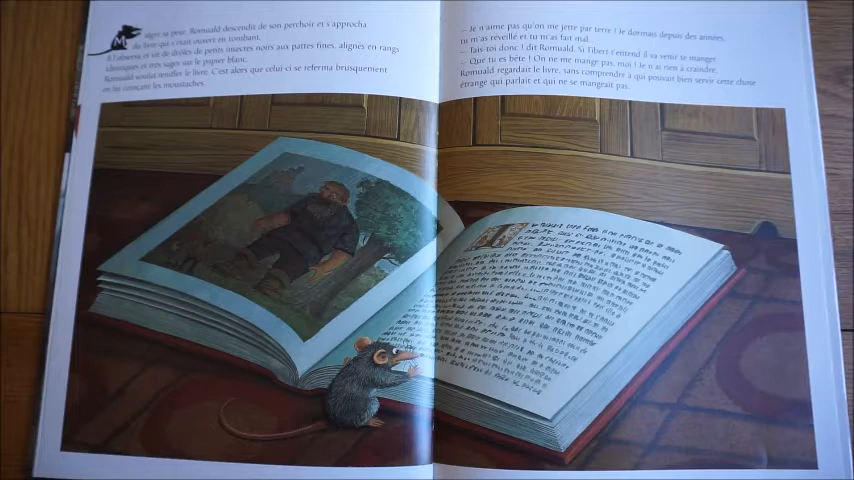 Malgré sa peur, Romuald descendit de son perchoir et s'approcha
du livre qui s'était ouvert en tombant.
Il l'observa et vit de drôles de petits insectes noirs aux pattes fines, alignés en rangs
identiques et très sages sur le papier blanc.
Romuald voulut renifler le livre. C'est alors que celui-ci se referma brusquement
en lui coinçant les moustaches.
— Je n'aime pas qu'on me jette par terre ! Je dormais depuis des années,
tu m'as réveillé et tu m'as fait mal.
— Tais-toi donc ! dit Romuald. Si Tibert t'entend il va venir te manger.
— Que tu es bête ! On ne me mange pas, moi ! Je n'ai rien à craindre.
Romuald regardait le livre, sans comprendre à qui pouvait bien servir cette chose
étrange qui parlait et qui ne se mangeait pas.